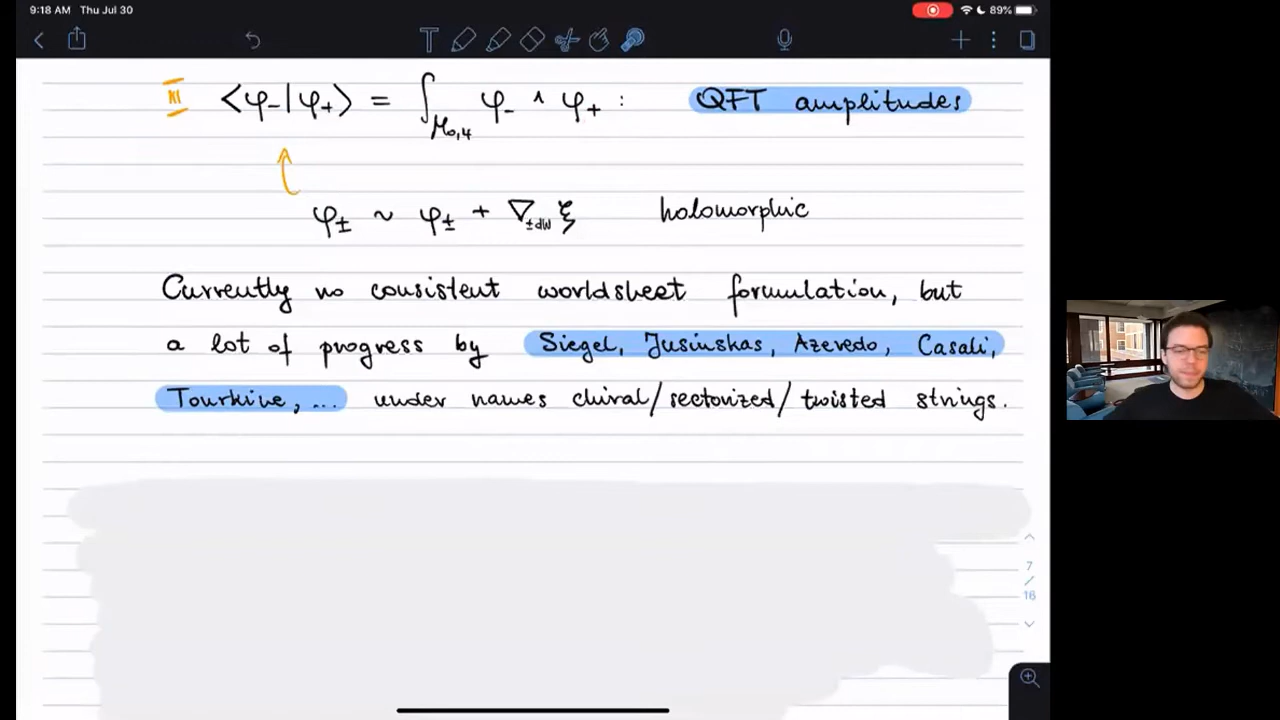 9:18 AM Thu Jul 30
89%
III ⟨φ₋|φ₊⟩ = ∫_{M₀,₄} φ₋ ∧ φ₊ : QFT amplitudes
φ± ~ φ± + ∇_{±dW} ξ holomorphic
Currently no consistent worldsheet formulation, but
a lot of progress by Siegel, Jusinskas, Azevedo, Casali,
Tourkine, ... under names chiral/sectorized/twisted strings.
7
/
16